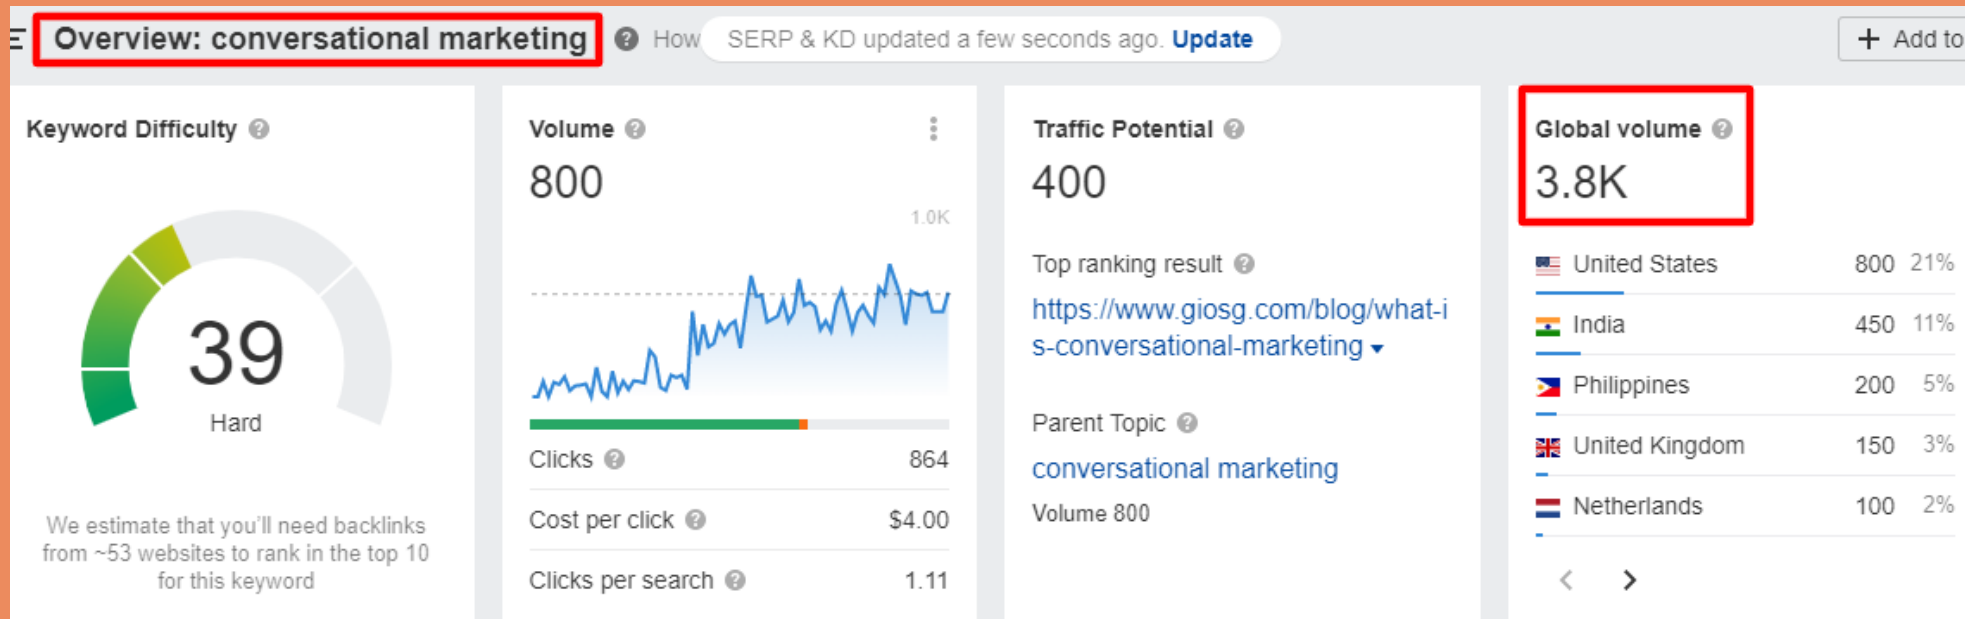 Overview: conversational marketing ? How SERP & KD updated a few seconds ago. Update + Add to
Keyword Difficulty ?
39
Hard
We estimate that you'll need backlinks
from ~53 websites to rank in the top 10
for this keyword
Volume ?
800
1.0K
Clicks ? 864
Cost per click ? $4.00
Clicks per search ? 1.11
Traffic Potential ?
400
Top ranking result ?
https://www.giosg.com/blog/what-i
s-conversational-marketing
Parent Topic ?
conversational marketing
Volume 800
Global volume ?
3.8K
United States 800 21%
India 450 11%
Philippines 200 5%
United Kingdom 150 3%
Netherlands 100 2%